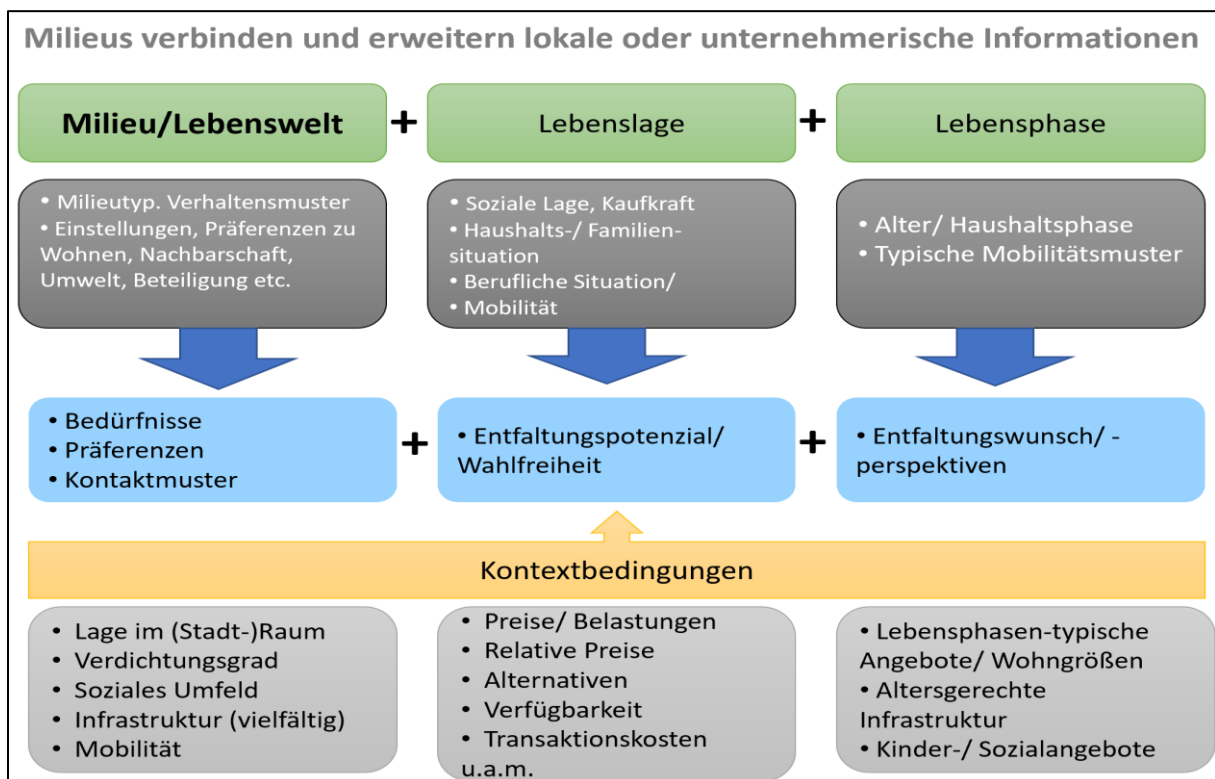 Milieus verbinden und erweitern lokale oder unternehmerische Informationen
Milieu/Lebenswelt + Lebenslage + Lebensphase
• Milieutyp. Verhaltensmuster
• Einstellungen, Präferenzen zu
Wohnen, Nachbarschaft,
Umwelt, Beteiligung etc.
• Soziale Lage, Kaufkraft
• Haushalts-/ Familien-
situation
• Berufliche Situation/
• Mobilität
• Alter/ Haushaltsphase
• Typische Mobilitätsmuster
• Bedürfnisse
• Präferenzen
• Kontaktmuster
+
• Entfaltungspotenzial/
Wahlfreiheit
+
• Entfaltungswunsch/ -
perspektiven
Kontextbedingungen
• Lage im (Stadt-)Raum
• Verdichtungsgrad
• Soziales Umfeld
• Infrastruktur (vielfältig)
• Mobilität
• Preise/ Belastungen
• Relative Preise
• Alternativen
• Verfügbarkeit
• Transaktionskosten
u.a.m.
• Lebensphasen-typische
Angebote/ Wohngrößen
• Altersgerechte
Infrastruktur
• Kinder-/ Sozialangebote